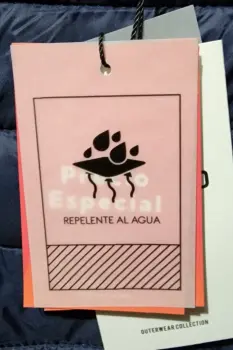 Precio
Especial
REPELENTE AL AGUA
OUTERWEAR COLLECTION